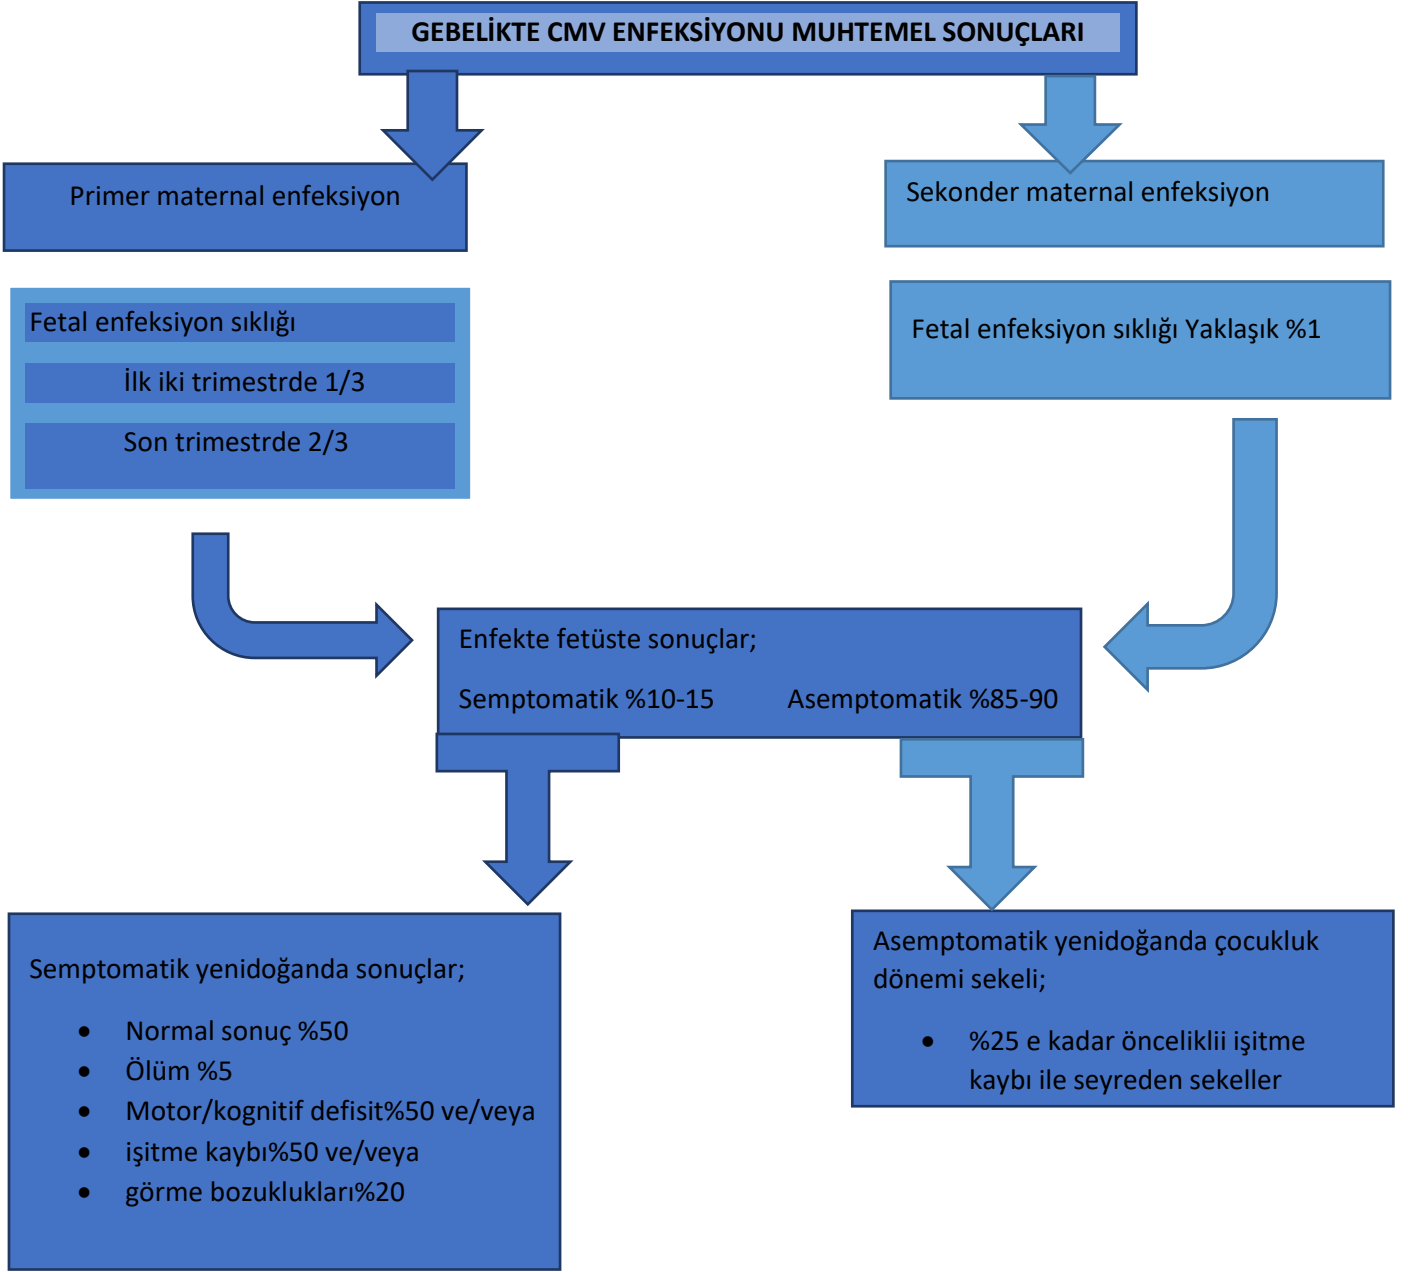 GEBELİKTE CMV ENFEKSİYONU MUHTEMEL SONUÇLARI
Primer maternal enfeksiyon
Sekonder maternal enfeksiyon
Fetal enfeksiyon sıklığı
İlk iki trimestrde 1/3
Son trimestrde 2/3
Fetal enfeksiyon sıklığı Yaklaşık %1
Enfekte fetüste sonuçlar;
Semptomatik %10-15 Asemptomatik %85-90
Semptomatik yenidoğanda sonuçlar;
• Normal sonuç %50
• Ölüm %5
• Motor/kognitif defisit%50 ve/veya
• işitme kaybı%50 ve/veya
• görme bozuklukları%20
Asemptomatik yenidoğanda çocukluk
dönemi sekeli;
• %25 e kadar önceliklii işitme
kaybı ile seyreden sekeller